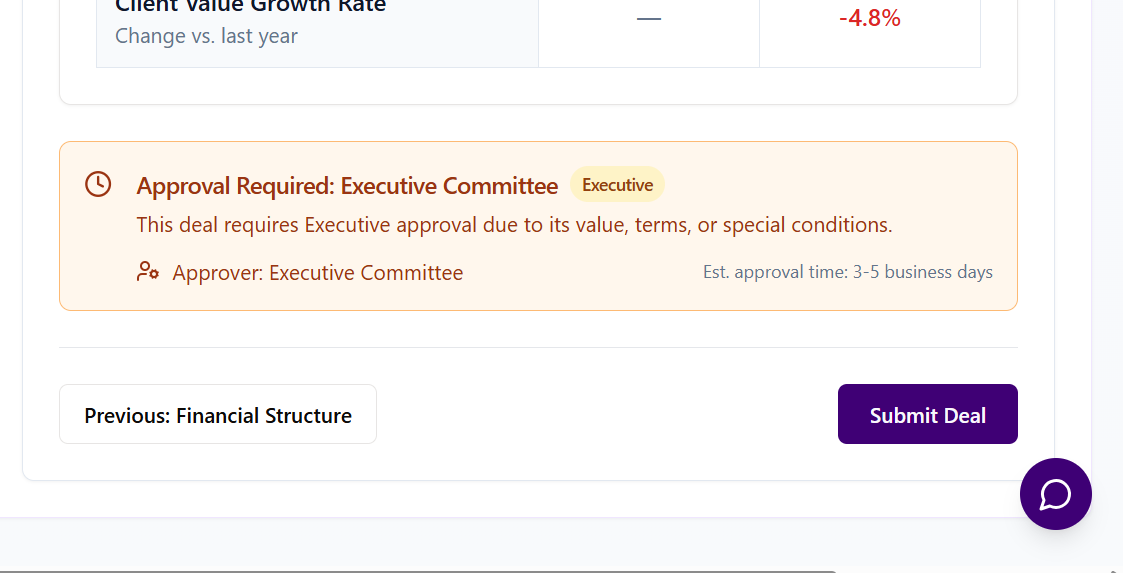 Client Value Growth Rate
Change vs. last year
—
-4.8%
Approval Required: Executive Committee
Executive
This deal requires Executive approval due to its value, terms, or special conditions.
Approver: Executive Committee
Est. approval time: 3-5 business days
Previous: Financial Structure
Submit Deal